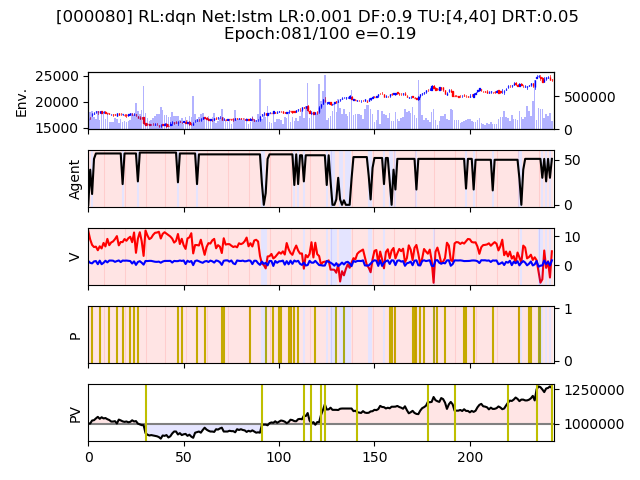 [000080] RL:dqn Net:lstm LR:0.001 DF:0.9 TU:[4,40] DRT:0.05
Epoch:081/100 e=0.19
Env.
25000
20000
15000
500000
0
Agent
50
0
V
10
0
P
1
0
PV
1250000
1000000
0 50 100 150 200